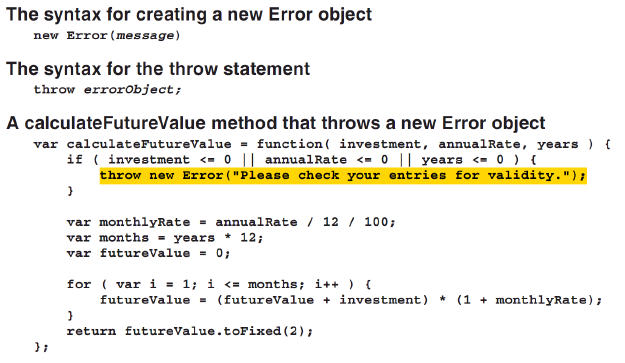 The syntax for creating a new Error object
new Error(message)
The syntax for the throw statement
throw errorObject;
A calculateFutureValue method that throws a new Error object
var calculateFutureValue = function( investment, annualRate, years ) {
if ( investment <= 0 || annualRate <= 0 || years <= 0 ) {
throw new Error("Please check your entries for validity.");
}
var monthlyRate = annualRate / 12 / 100;
var months = years * 12;
var futureValue = 0;
for ( var i = 1; i <= months; i++ ) {
futureValue = (futureValue + investment) * (1 + monthlyRate);
}
return futureValue.toFixed(2);
};